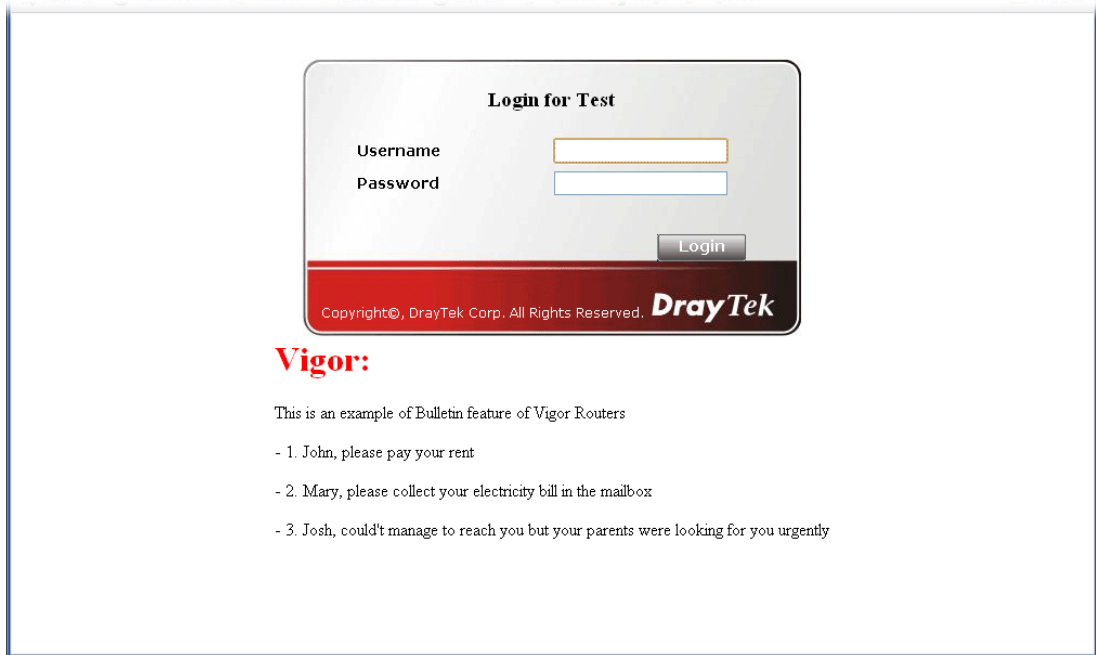 Login for Test
Username
Password
Login
Copyright©, DrayTek Corp. All Rights Reserved. DrayTek
Vigor:
This is an example of Bulletin feature of Vigor Routers
- 1. John, please pay your rent
- 2. Mary, please collect your electricity bill in the mailbox
- 3. Josh, could't manage to reach you but your parents were looking for you urgently